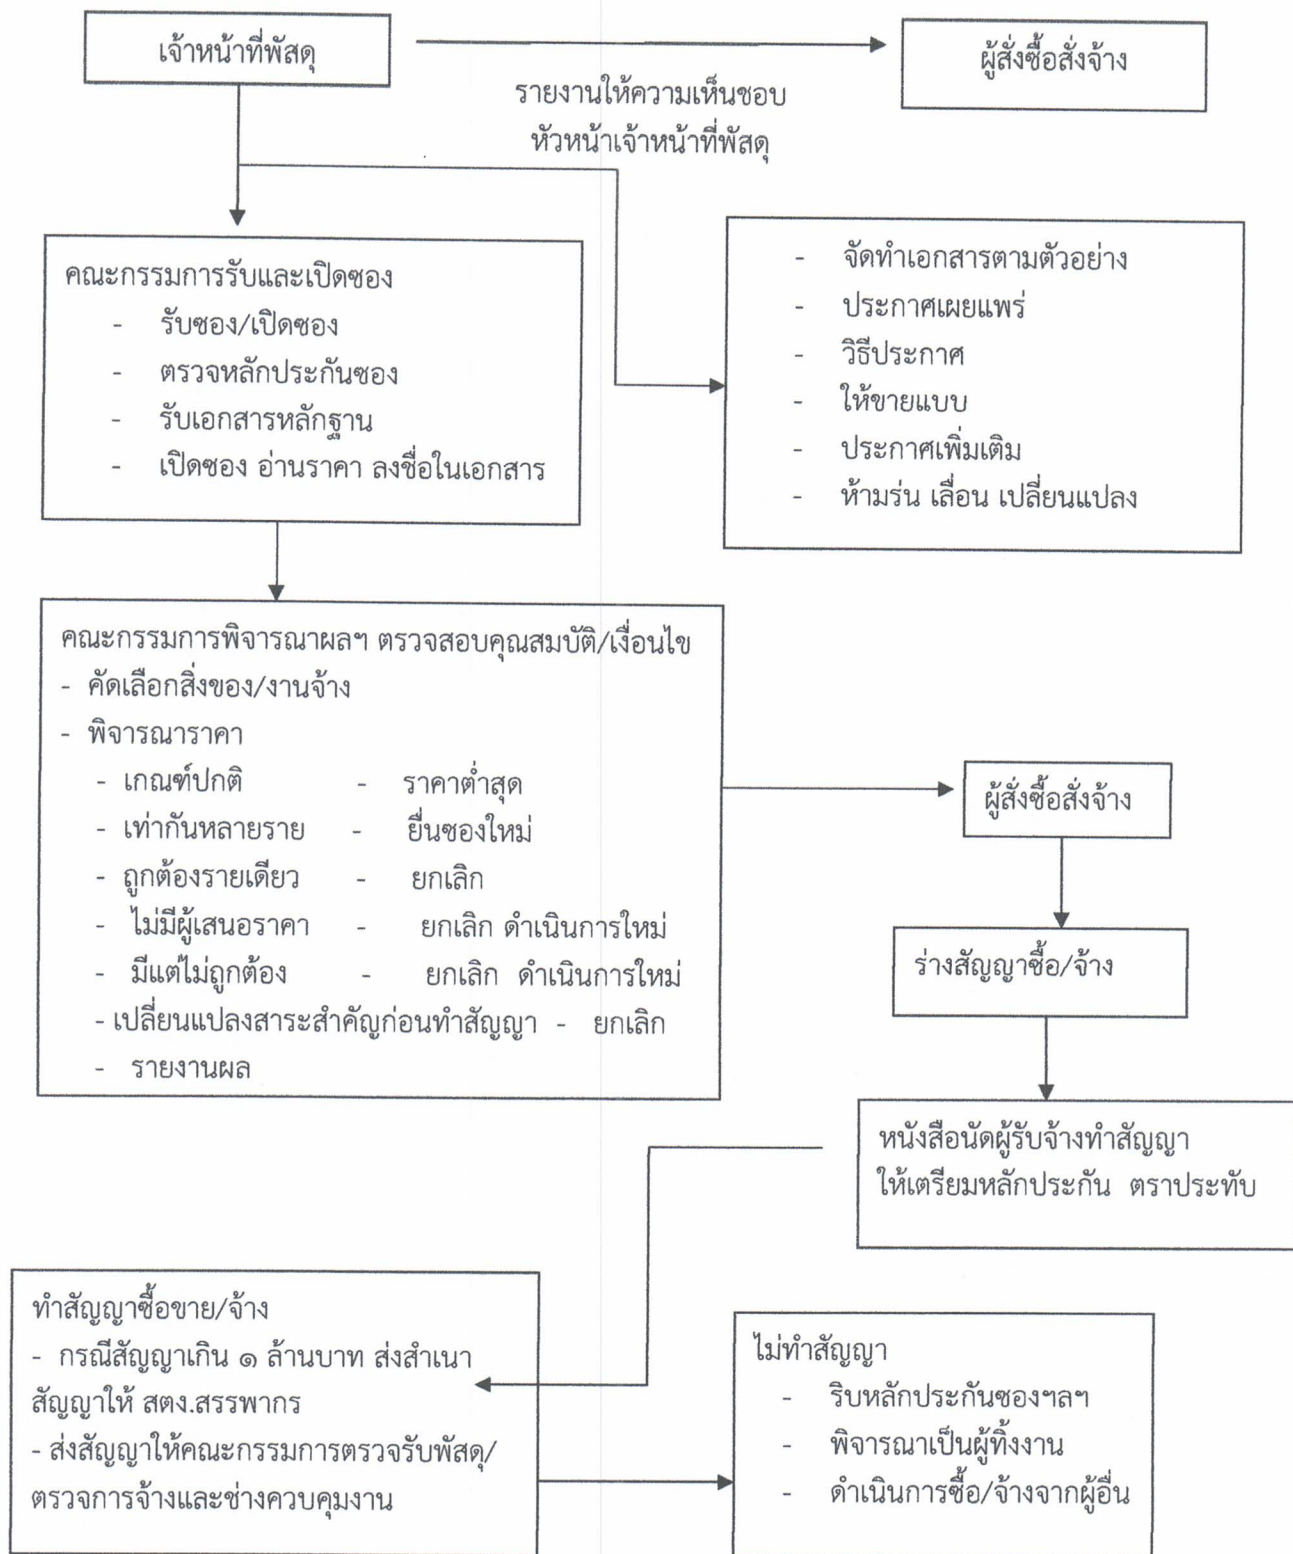 เจ้าหน้าที่พัสดุ
ผู้สั่งซื้อสั่งจ้าง
รายงานให้ความเห็นชอบ
หัวหน้าเจ้าหน้าที่พัสดุ
คณะกรรมการรับและเปิดซอง
- รับซอง/เปิดซอง
- ตรวจหลักประกันซอง
- รับเอกสารหลักฐาน
- เปิดซอง อ่านราคา ลงชื่อในเอกสาร
- จัดทำเอกสารตามตัวอย่าง
- ประกาศเผยแพร่
- วิธีประกาศ
- ให้ขายแบบ
- ประกาศเพิ่มเติม
- ห้ามร่น เลื่อน เปลี่ยนแปลง
คณะกรรมการพิจารณาผลฯ ตรวจสอบคุณสมบัติ/เงื่อนไข
- คัดเลือกสิ่งของ/งานจ้าง
- พิจารณาราคา
- เกณฑ์ปกติ - ราคาต่ำสุด
- เท่ากันหลายราย - ยื่นซองใหม่
- ถูกต้องรายเดียว - ยกเลิก
- ไม่มีผู้เสนอราคา - ยกเลิก ดำเนินการใหม่
- มีแต่ไม่ถูกต้อง - ยกเลิก ดำเนินการใหม่
- เปลี่ยนแปลงสาระสำคัญก่อนทำสัญญา - ยกเลิก
- รายงานผล
ผู้สั่งซื้อสั่งจ้าง
ร่างสัญญาซื้อ/จ้าง
หนังสือนัดผู้รับจ้างทำสัญญา
ให้เตรียมหลักประกัน ตราประทับ
ทำสัญญาซื้อขาย/จ้าง
- กรณีสัญญาเกิน ๑ ล้านบาท ส่งสำเนา
สัญญาให้ สตง.สรรพากร
- ส่งสัญญาให้คณะกรรมการตรวจรับพัสดุ/
ตรวจการจ้างและช่างควบคุมงาน
ไม่ทำสัญญา
- ริบหลักประกันซองฯลฯ
- พิจารณาเป็นผู้ทิ้งงาน
- ดำเนินการซื้อ/จ้างจากผู้อื่น